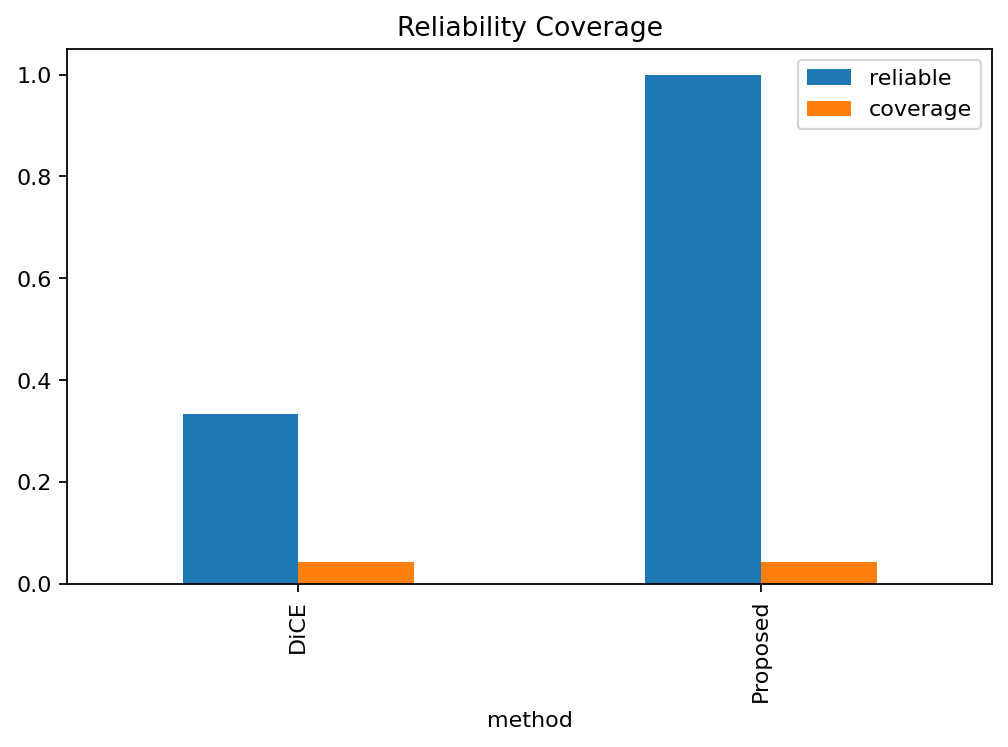 Reliability Coverage
reliable
coverage
1.0
0.8
0.6
0.4
0.2
0.0
DiCE
Proposed
method